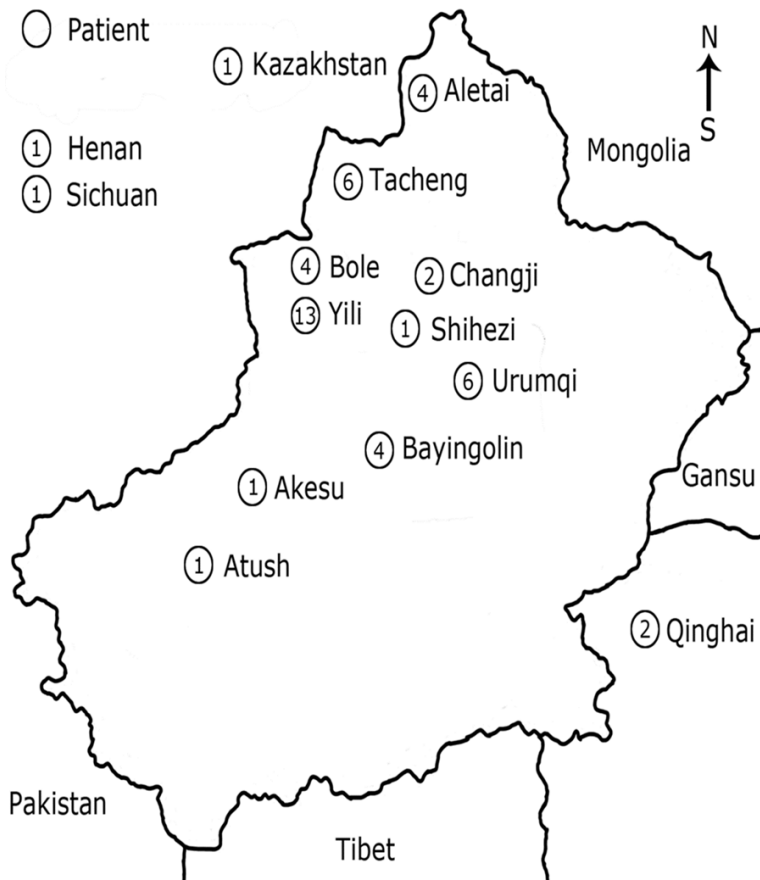 Patient
1 Kazakhstan
N
S
4 Aletai
1 Henan
1 Sichuan
Mongolia
6 Tacheng
4 Bole
2 Changji
13 Yili
1 Shihezi
6 Urumqi
4 Bayingolin
Gansu
1 Akesu
1 Atush
2 Qinghai
Pakistan
Tibet